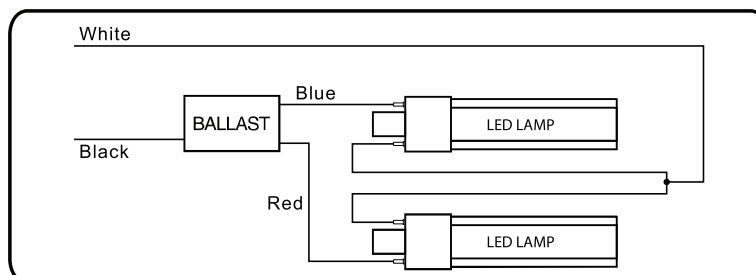 White
Blue
BALLAST
LED LAMP
Black
Red
LED LAMP